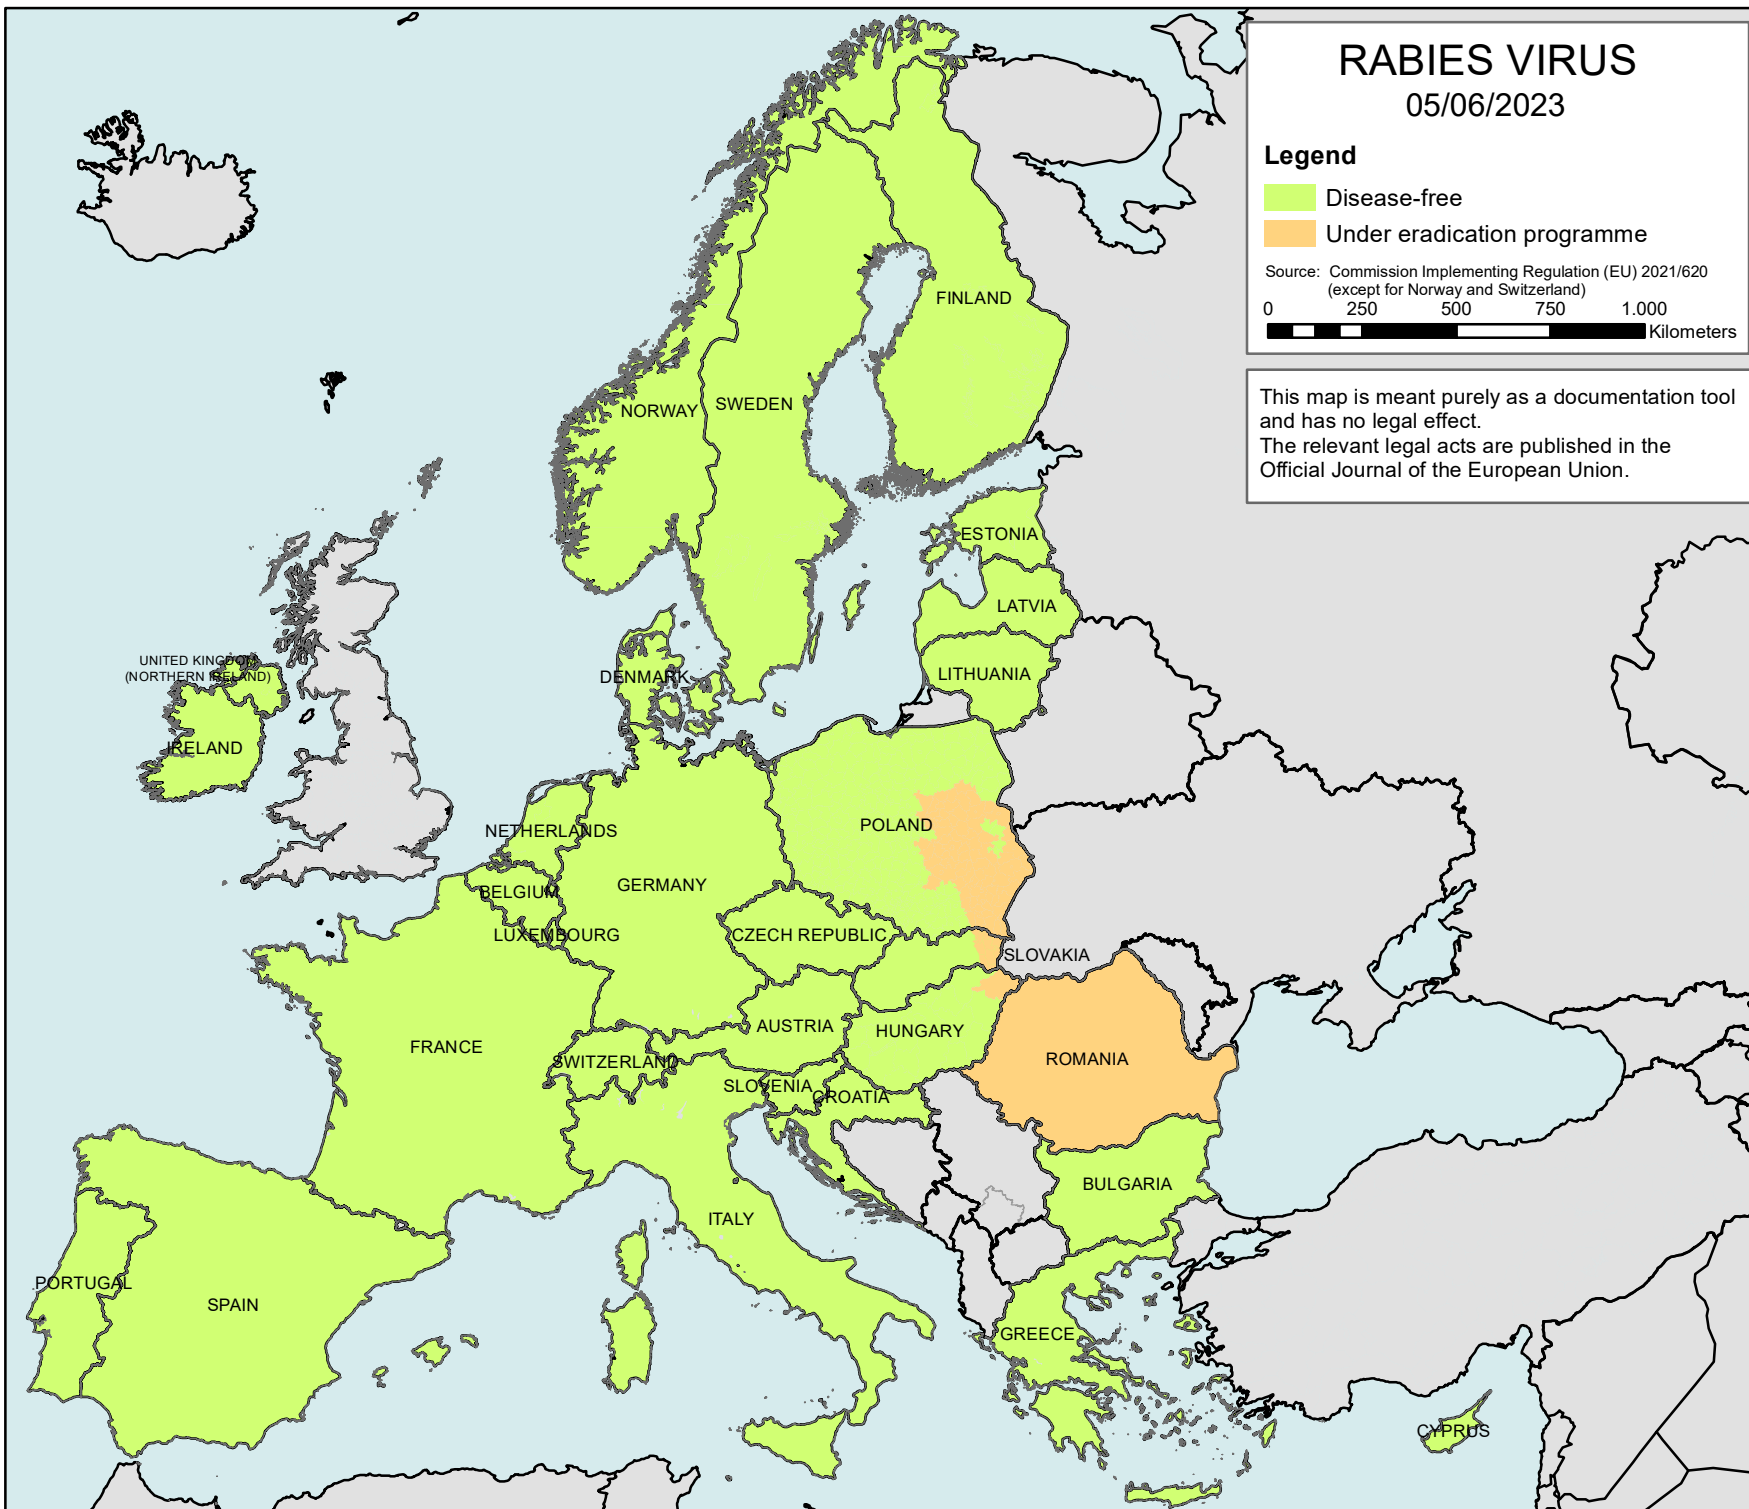 RABIES VIRUS
05/06/2023
Legend
Disease-free
Under eradication programme
Source: Commission Implementing Regulation (EU) 2021/620
(except for Norway and Switzerland)
0 250 500 750 1.000
Kilometers
This map is meant purely as a documentation tool
and has no legal effect.
The relevant legal acts are published in the
Official Journal of the European Union.
FINLAND
NORWAY
SWEDEN
ESTONIA
LATVIA
UNITED KINGDOM
(NORTHERN IRELAND)
DENMARK
LITHUANIA
IRELAND
NETHERLANDS
POLAND
BELGIUM
GERMANY
LUXEMBOURG
CZECH REPUBLIC
SLOVAKIA
AUSTRIA
HUNGARY
FRANCE
SWITZERLAND
ROMANIA
SLOVENIA
CROATIA
BULGARIA
ITALY
PORTUGAL
SPAIN
GREECE
CYPRUS